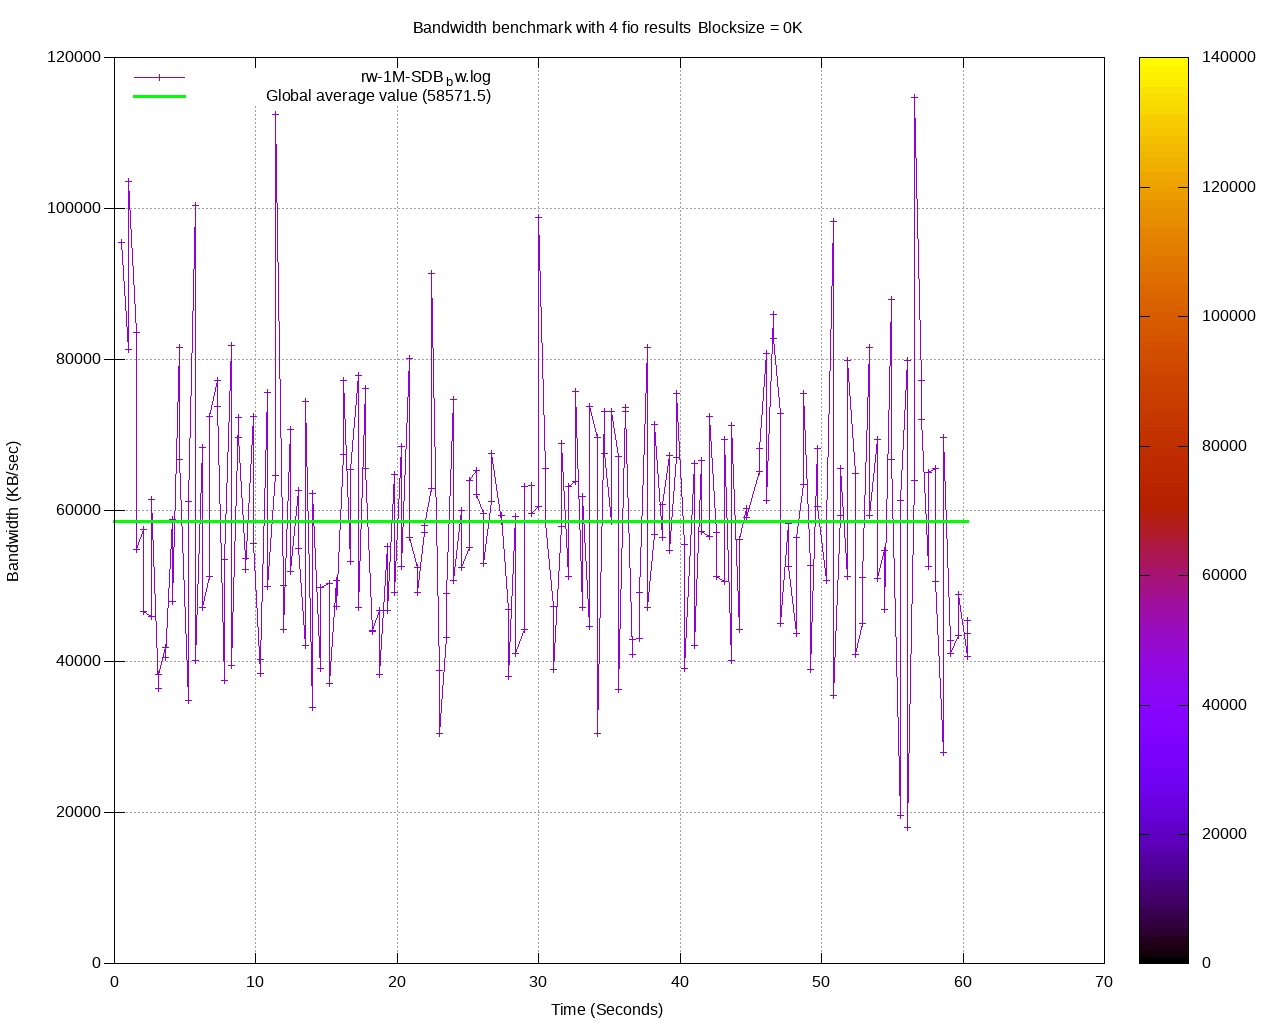 Bandwidth benchmark with 4 fio results Blocksize = 0K
120000
100000
80000
60000
40000
20000
0
Bandwidth (KB/sec)
rw-1M-SDBbw.log
Global average value (58571.5)
0 10 20 30 40 50 60 70
Time (Seconds)
140000
120000
100000
80000
60000
40000
20000
0